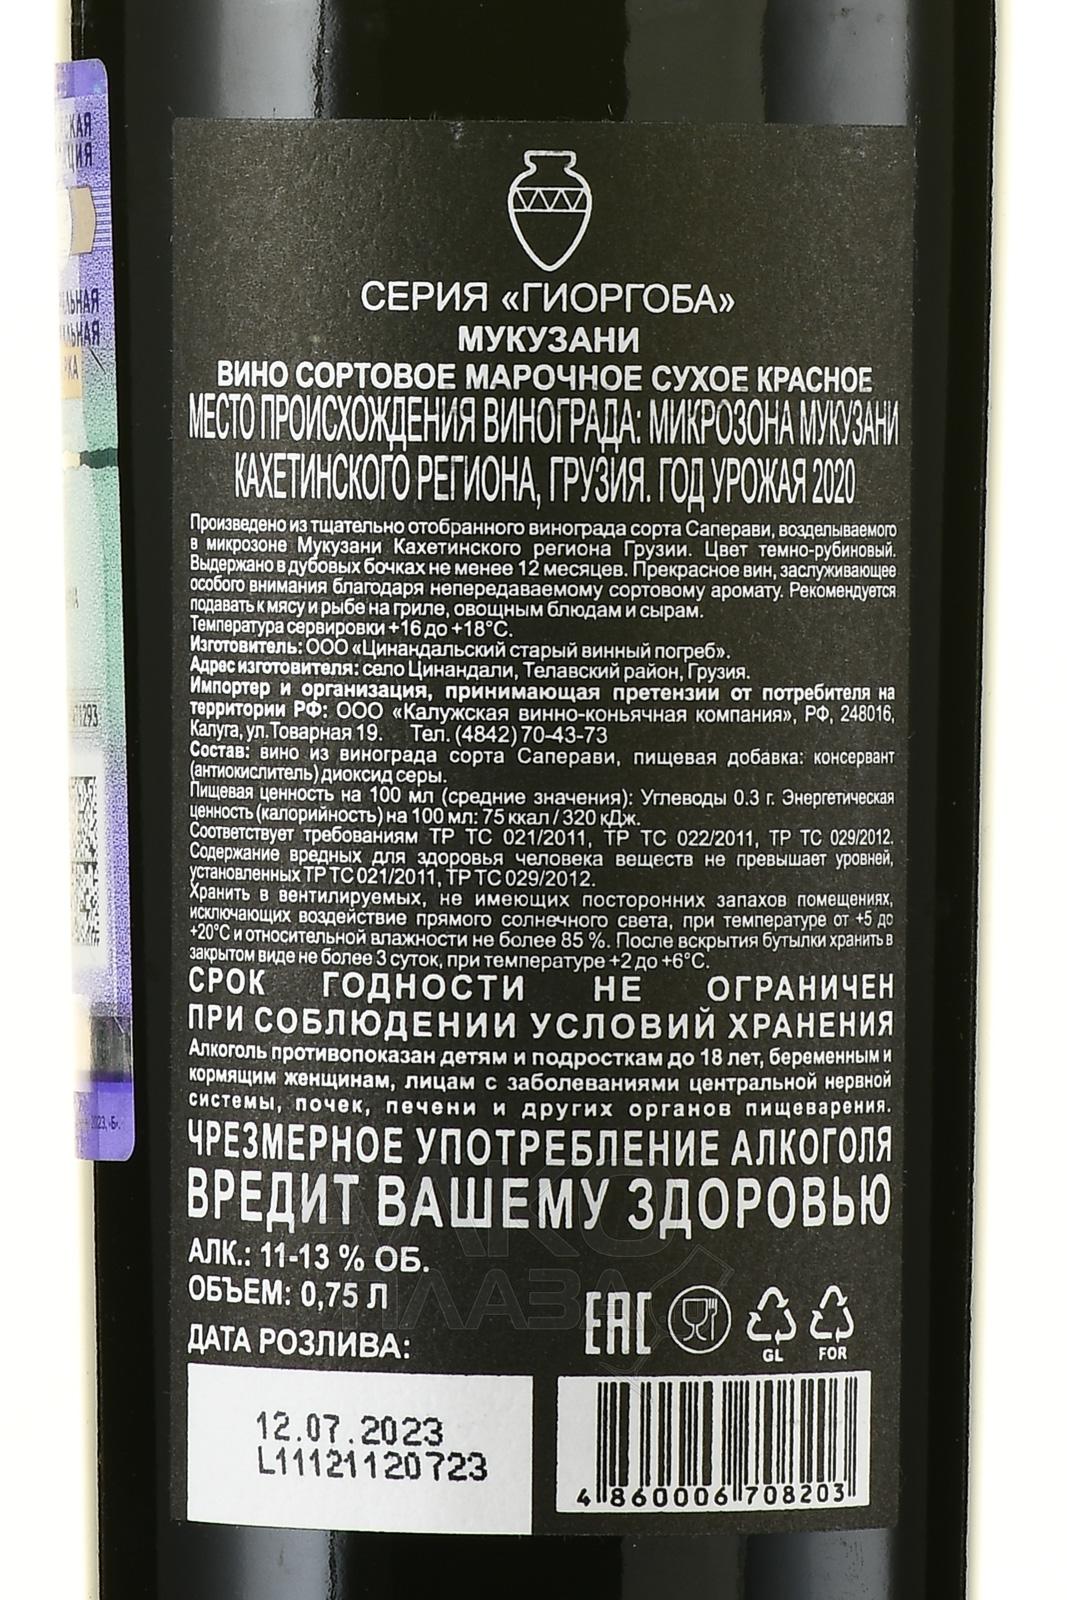 СЕРИЯ «ГИОРГОБА»
МУКУЗАНИ
ВИНО СОРТОВОЕ МАРОЧНОЕ СУХОЕ КРАСНОЕ
МЕСТО ПРОИСХОЖДЕНИЯ ВИНОГРАДА: МИКРОЗОНА МУКУЗАНИ
КАХЕТИНСКОГО РЕГИОНА, ГРУЗИЯ. ГОД УРОЖАЯ 2020
Произведено из тщательно отобранного винограда сорта Саперави, возделываемого
в микрозоне Мукузани Кахетинского региона Грузии. Цвет темно-рубиновый.
Выдержано в дубовых бочках не менее 12 месяцев. Прекрасное вин, заслуживающее
особого внимания благодаря непередаваемому сортовому аромату. Рекомендуется
подавать к мясу и рыбе на гриле, овощным блюдам и сырам.
Температура сервировки +16 до +18°С.
Изготовитель: ООО «Цинандальский старый винный погреб».
Адрес изготовителя: село Цинандали, Телавский район, Грузия.
Импортер и организация, принимающая претензии от потребителя на
территории РФ: ООО «Калужская винно-коньячная компания», РФ, 248016,
Калуга, ул.Товарная 19. Тел. (4842) 70-43-73
Состав: вино из винограда сорта Саперави, пищевая добавка: консервант
(антиокислитель) диоксид серы.
Пищевая ценность на 100 мл (средние значения): Углеводы 0.3 г. Энергетическая
ценность (калорийность) на 100 мл: 75 ккал / 320 кДж.
Соответствует требованиям ТР ТС 021/2011, ТР ТС 022/2011, ТР ТС 029/2012.
Содержание вредных для здоровья человека веществ не превышает уровней,
установленных ТР ТС 021/2011, ТР ТС 029/2012.
Хранить в вентилируемых, не имеющих посторонних запахов помещениях,
исключающих воздействие прямого солнечного света, при температуре от +5 до
+20°С и относительной влажности не более 85 %. После вскрытия бутылки хранить в
закрытом виде не более 3 суток, при температуре +2 до +6°С.
СРОК ГОДНОСТИ НЕ ОГРАНИЧЕН
ПРИ СОБЛЮДЕНИИ УСЛОВИЙ ХРАНЕНИЯ
Алкоголь противопоказан детям и подросткам до 18 лет, беременным и
кормящим женщинам, лицам с заболеваниями центральной нервной
системы, почек, печени и других органов пищеварения.
ЧРЕЗМЕРНОЕ УПОТРЕБЛЕНИЕ АЛКОГОЛЯ
ВРЕДИТ ВАШЕМУ ЗДОРОВЬЮ
АЛК.: 11-13 % ОБ.
ОБЪЕМ: 0,75 Л
ДАТА РОЗЛИВА:
EAC
GL FOR
12.07.2023
L11121120723
4 860006 708203
АЛКО
ПЛАЗА